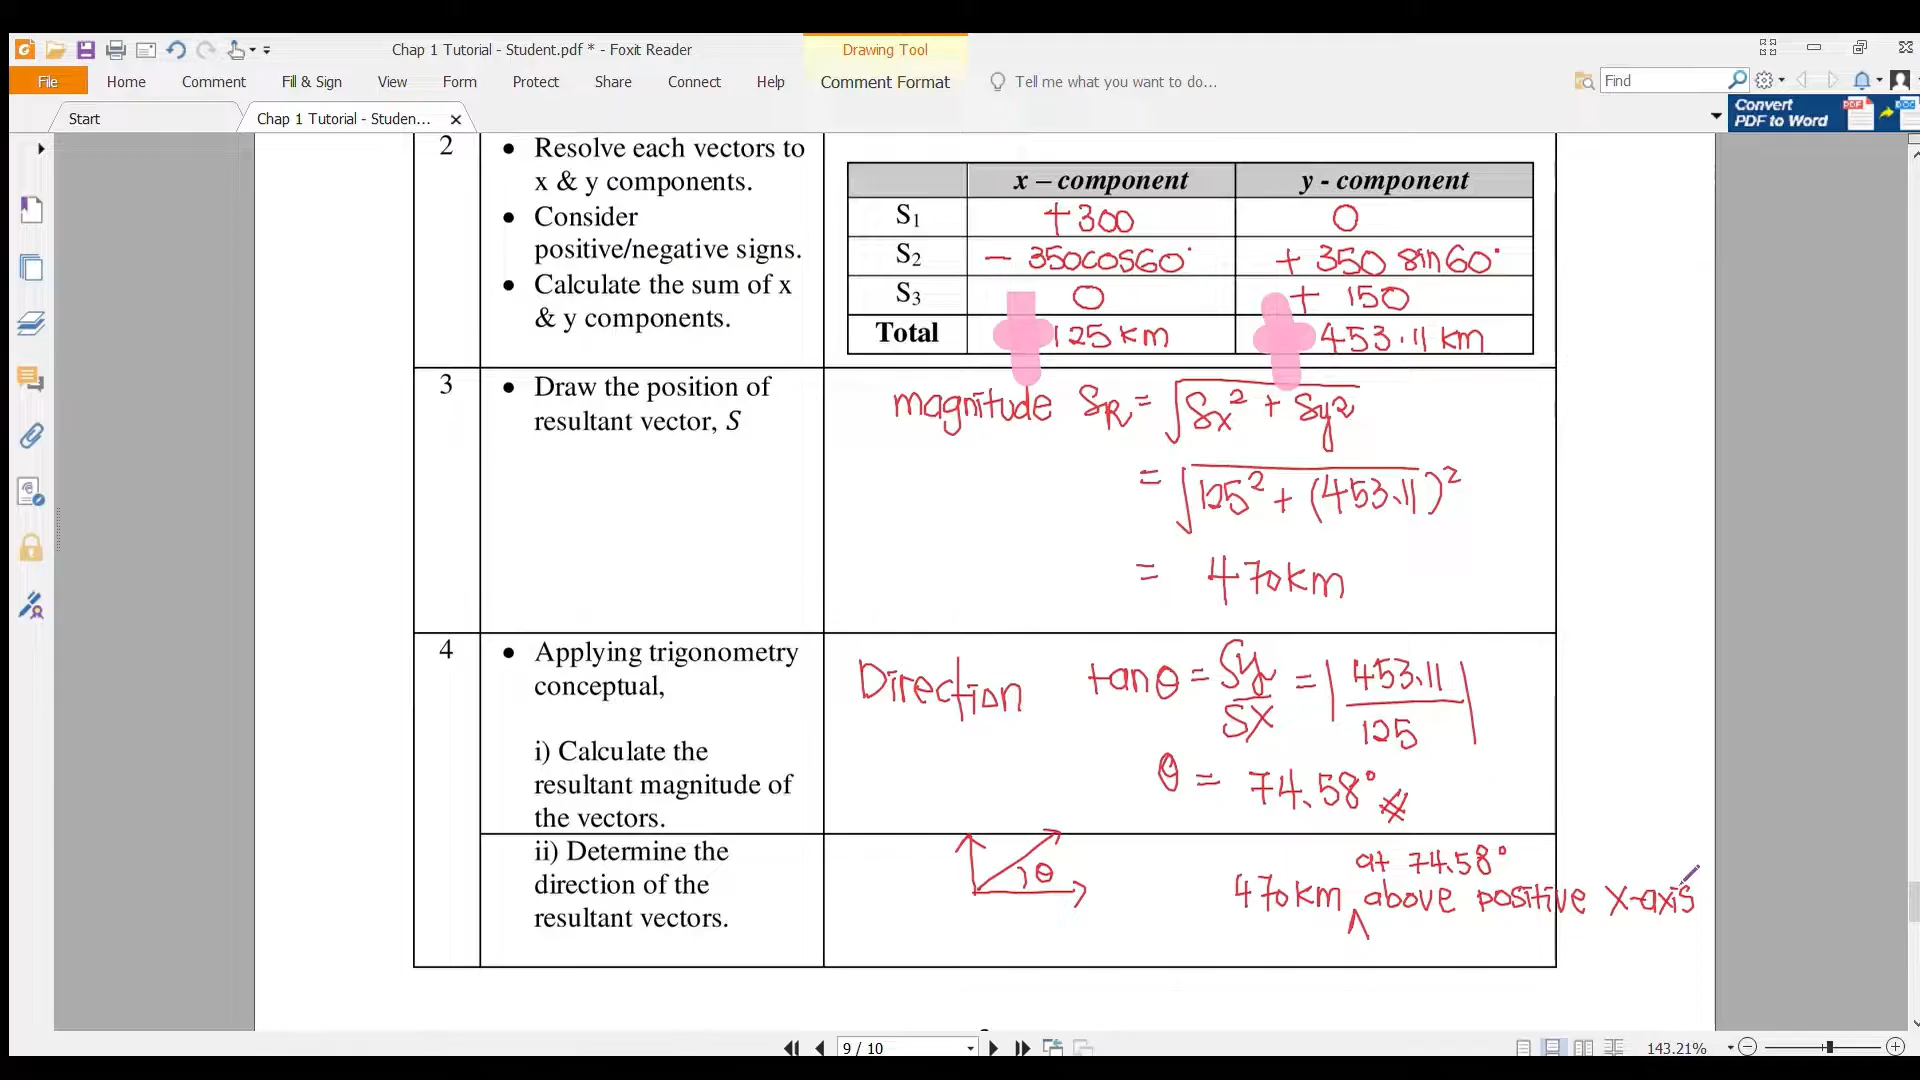 Chap 1 Tutorial - Student.pdf * - Foxit Reader
Drawing Tool
File
Home
Comment
Fill & Sign
View
Form
Protect
Share
Connect
Help
Comment Format
Tell me what you want to do...
Find
Start
Chap 1 Tutorial - Studen...
Convert
PDF to Word
PDF
DOC
2
• Resolve each vectors to
x & y components.
• Consider
positive/negative signs.
• Calculate the sum of x
& y components.
x – component y - component
S1 +300 0
S2 - 350cos60° + 350 sin60°
S3 0 + 150
Total 125 km 453.11 km
3
• Draw the position of
resultant vector, S
magnitude SR = √Sx² + Sy²
= √125² + (453.11)²
= 470km
4
• Applying trigonometry
conceptual,
i) Calculate the
resultant magnitude of
the vectors.
Direction tanθ = Sy/Sx = |453.11/125|
θ = 74.58° #
ii) Determine the
direction of the
resultant vectors.
θ
at 74.58°
470km ^ above positive x-axis
9 / 10
143.21%